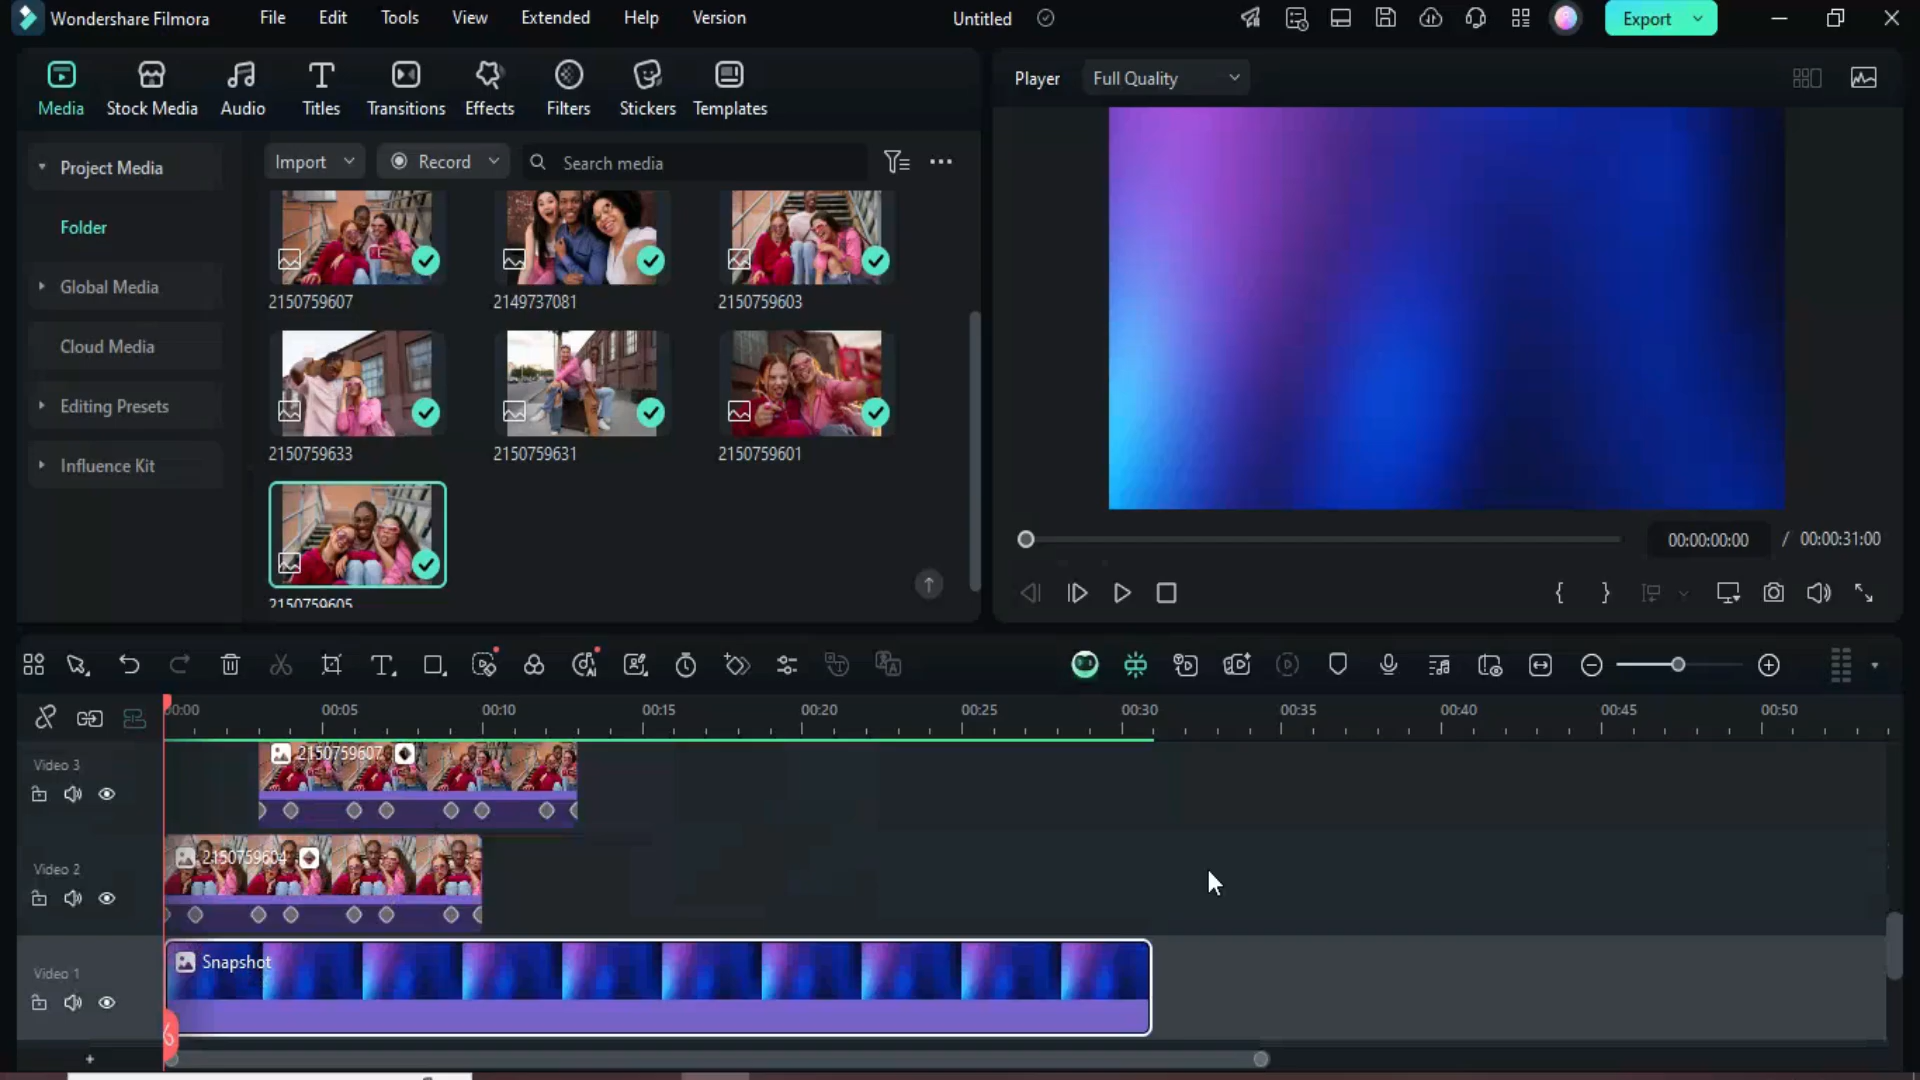 Wondershare Filmora
File
Edit
Tools
View
Extended
Help
Version
Untitled
Export
Media
Stock Media
Audio
Titles
Transitions
Effects
Filters
Stickers
Templates
Player
Full Quality
Project Media
Import
Record
Search media
Folder
Global Media
Cloud Media
Editing Presets
Influence Kit
2150759607
2149737081
2150759603
2150759633
2150759631
2150759601
2150759605
00:00:00:00
/
00:00:31:00
00:00
00:05
00:10
00:15
00:20
00:25
00:30
00:35
00:40
00:45
00:50
Video 3
2150759607
Video 2
2150759604
Video 1
Snapshot
6